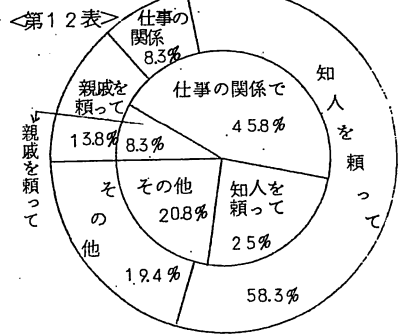 <第12表>
仕事の
関係
8.3%
親戚を
頼って
13.8%
親戚を頼って
8.3%
仕事の関係で
45.8%
知人を頼って
その他
20.8%
知人を
頼って
25%
その他
19.4%
58.3%